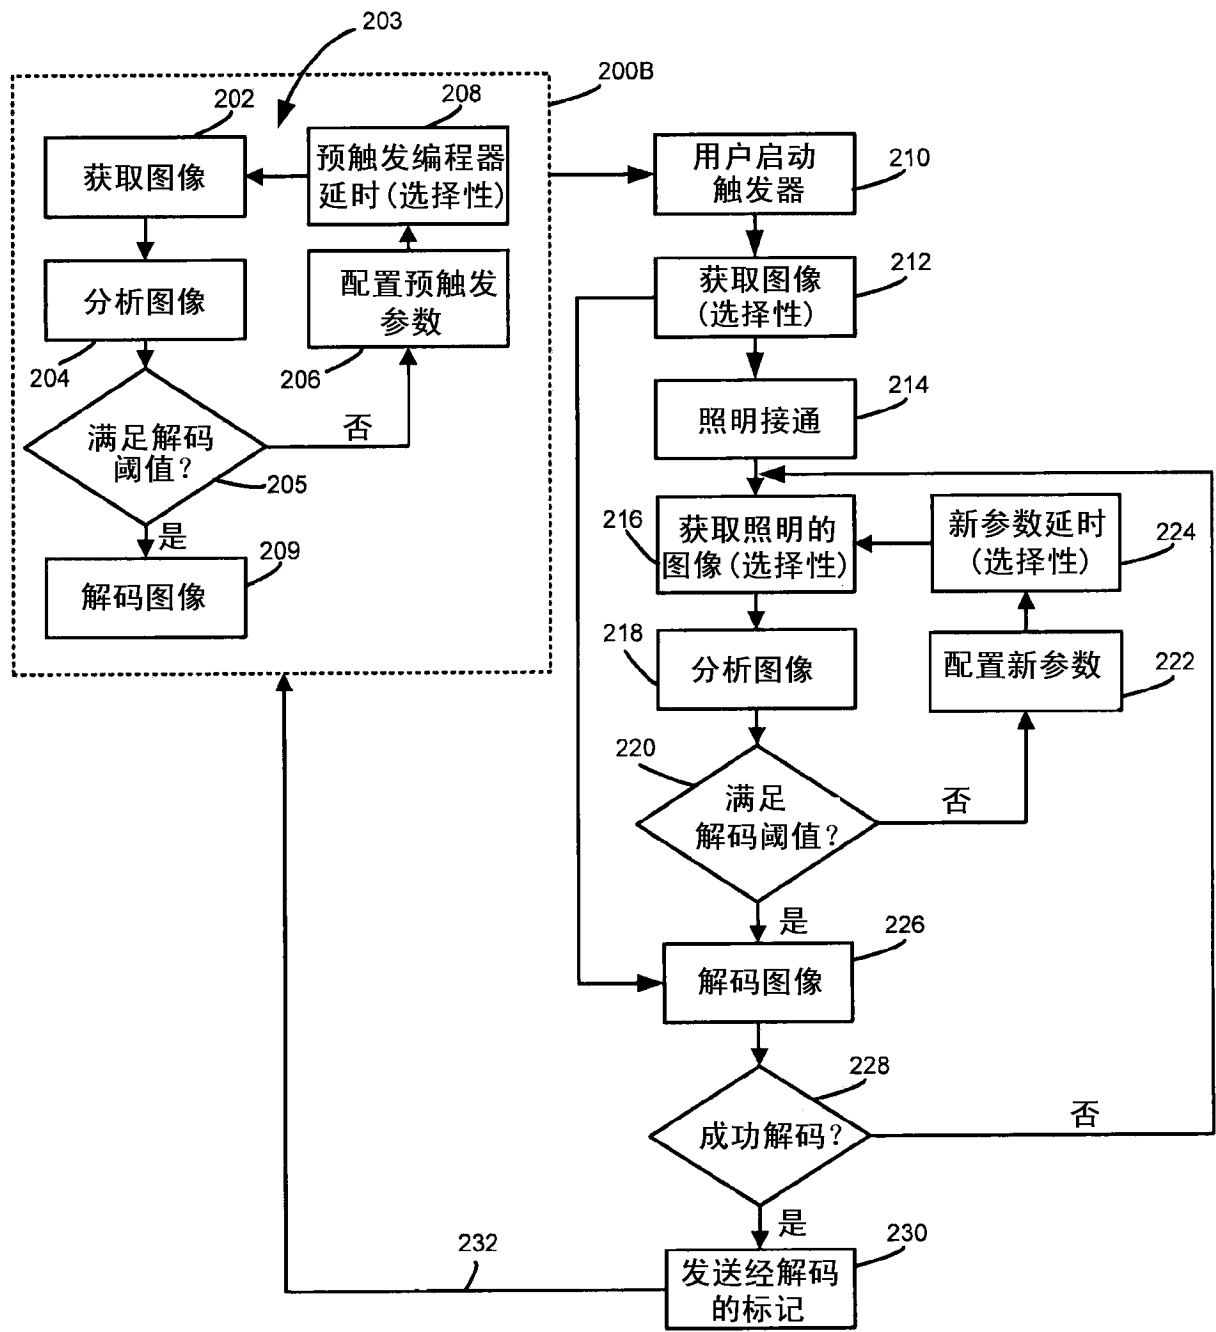 203
200B
202
获取图像
208
预触发编程器
延时(选择性)
204
分析图像
206
配置预触发
参数
满足解码
阈值?
205
否
是
209
解码图像
用户启动
触发器
210
获取图像
(选择性)
212
照明接通
214
216
获取照明的
图像(选择性)
新参数延时
(选择性)
224
218
分析图像
配置新参数
222
220
满足
解码阈值?
否
是
226
解码图像
228
成功解码?
否
是
232
230
发送经解码
的标记